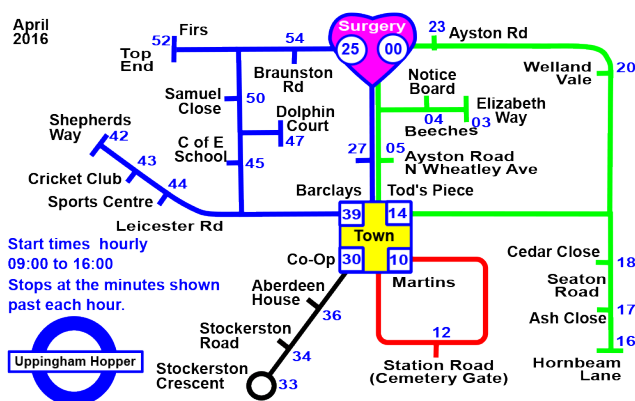 April
2016
Firs
52
Top
End
54
Braunston
Rd
Surgery
25
00
23
Ayston Rd
Welland
Vale
20
Notice
Board
Elizabeth
Way
04
03
Beeches
Samuel
Close
50
Dolphin
Court
47
C of E
School
45
Shepherds
Way
42
43
Cricket Club
44
Sports Centre
Leicester Rd
27
05
Ayston Road
N Wheatley Ave
Barclays
Tod's Piece
39
14
Town
30
10
Co-Op
Martins
Start times hourly
09:00 to 16:00
Stops at the minutes shown
past each hour.
Aberdeen
House
36
Stockerston
Road
34
Stockerston
Crescent
33
12
Station Road
(Cemetery Gate)
Cedar Close
18
Seaton
Road
17
Ash Close
16
Hornbeam
Lane
Uppingham Hopper